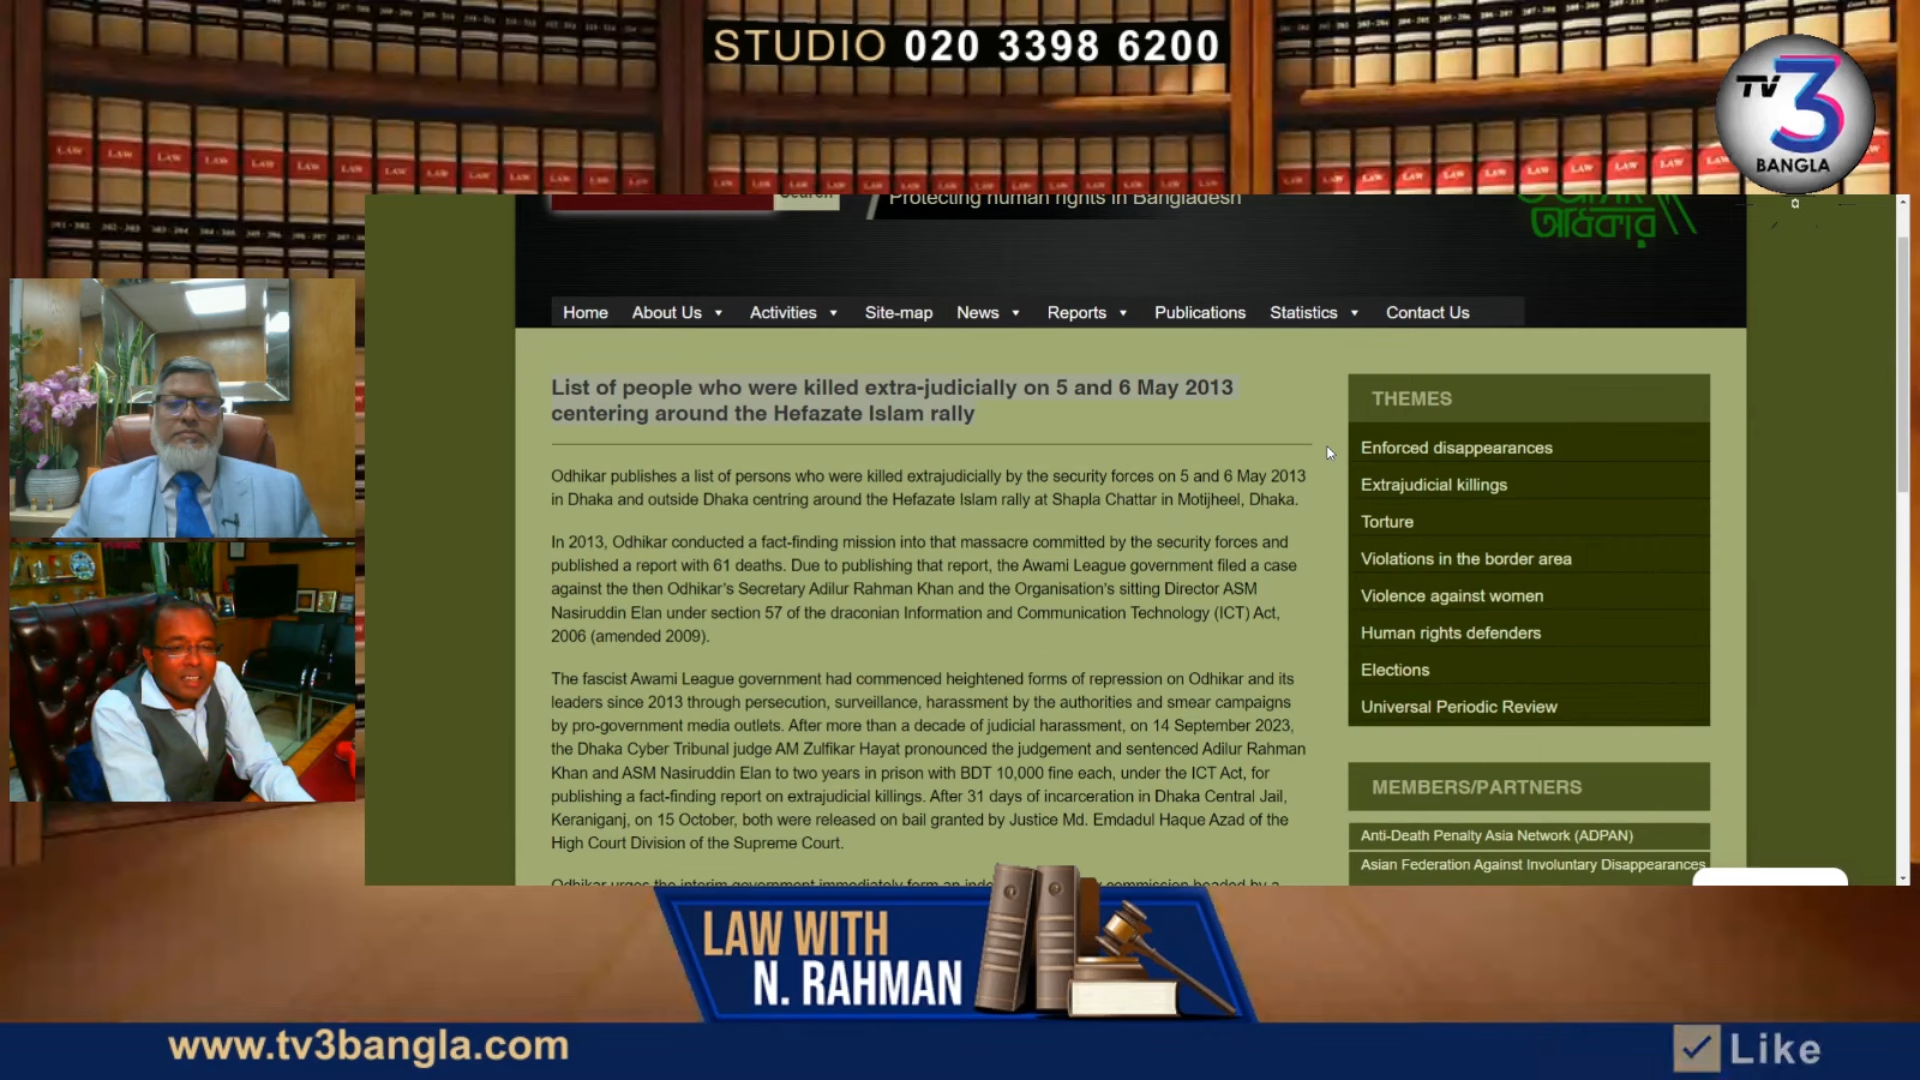 STUDIO 020 3398 6200
TV 3
BANGLA
Search
Protecting human rights in Bangladesh
অধিকার
Home About Us Activities Site-map News Reports Publications Statistics Contact Us
List of people who were killed extra-judicially on 5 and 6 May 2013
centering around the Hefazate Islam rally
Odhikar publishes a list of persons who were killed extrajudicially by the security forces on 5 and 6 May 2013
in Dhaka and outside Dhaka centring around the Hefazate Islam rally at Shapla Chattar in Motijheel, Dhaka.
In 2013, Odhikar conducted a fact-finding mission into that massacre committed by the security forces and
published a report with 61 deaths. Due to publishing that report, the Awami League government filed a case
against the then Odhikar's Secretary Adilur Rahman Khan and the Organisation's sitting Director ASM
Nasiruddin Elan under section 57 of the draconian Information and Communication Technology (ICT) Act,
2006 (amended 2009).
The fascist Awami League government had commenced heightened forms of repression on Odhikar and its
leaders since 2013 through persecution, surveillance, harassment by the authorities and smear campaigns
by pro-government media outlets. After more than a decade of judicial harassment, on 14 September 2023,
the Dhaka Cyber Tribunal judge AM Zulfikar Hayat pronounced the judgement and sentenced Adilur Rahman
Khan and ASM Nasiruddin Elan to two years in prison with BDT 10,000 fine each, under the ICT Act, for
publishing a fact-finding report on extrajudicial killings. After 31 days of incarceration in Dhaka Central Jail,
Keraniganj, on 15 October, both were released on bail granted by Justice Md. Emdadul Haque Azad of the
High Court Division of the Supreme Court.
Odhikar urges the interim government immediately form an commission headed by a
THEMES
Enforced disappearances
Extrajudicial killings
Torture
Violations in the border area
Violence against women
Human rights defenders
Elections
Universal Periodic Review
MEMBERS/PARTNERS
Anti-Death Penalty Asia Network (ADPAN)
Asian Federation Against Involuntary Disappearances
LAW WITH
N. RAHMAN
www.tv3bangla.com
Like